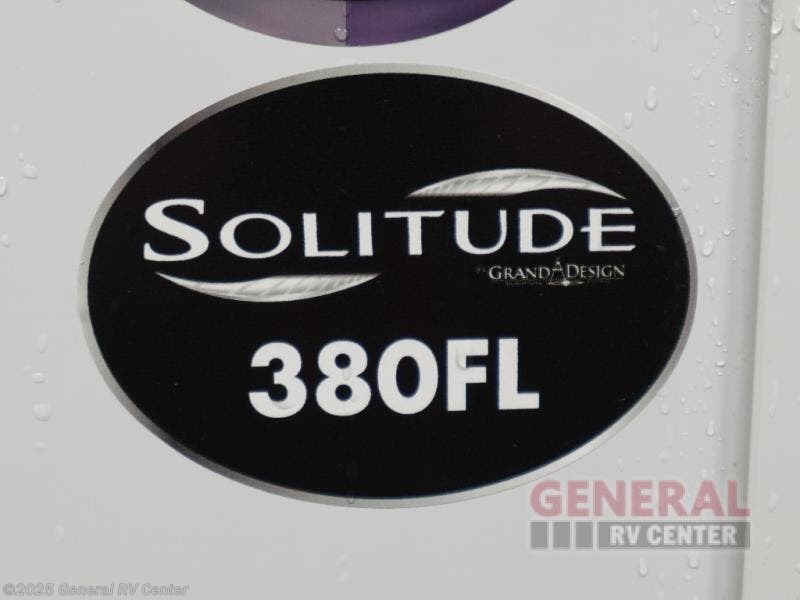 SOLITUDE
BY GRAND DESIGN
380FL
GENERAL
RV CENTER
©2025 General RV Center